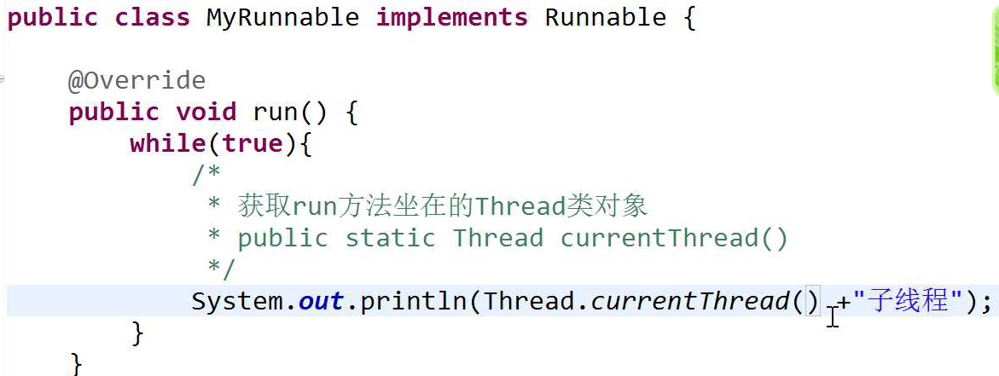 public class MyRunnable implements Runnable {
@Override
public void run() {
while(true){
/*
* 获取run方法坐在的Thread类对象
* public static Thread currentThread()
*/
System.out.println(Thread.currentThread() +"子线程");
}
}